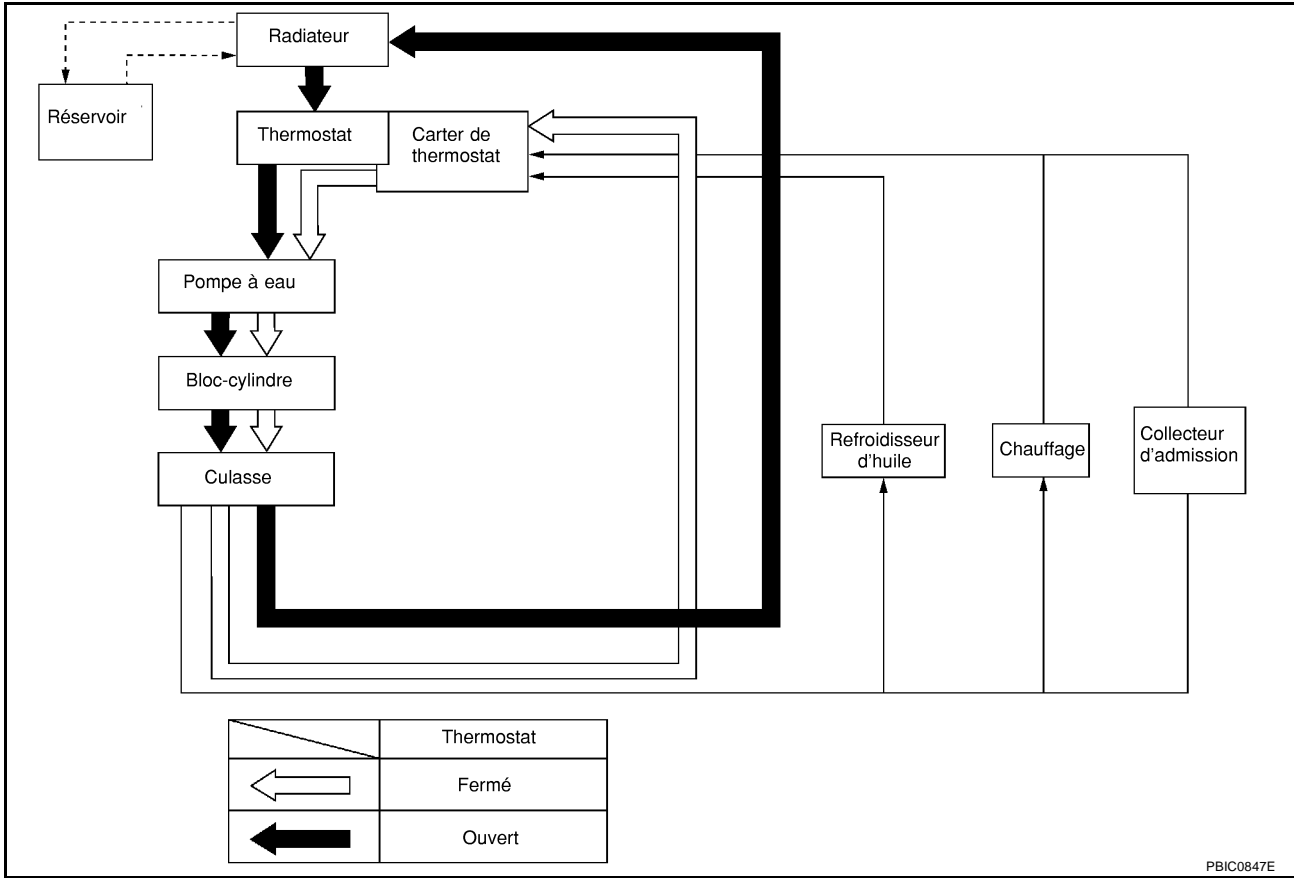 Radiateur
Réservoir
Thermostat
Carter de
thermostat
Pompe à eau
Bloc-cylindre
Culasse
Refroidisseur
d'huile
Chauffage
Collecteur
d'admission
Thermostat
Fermé
Ouvert
PBIC0847E